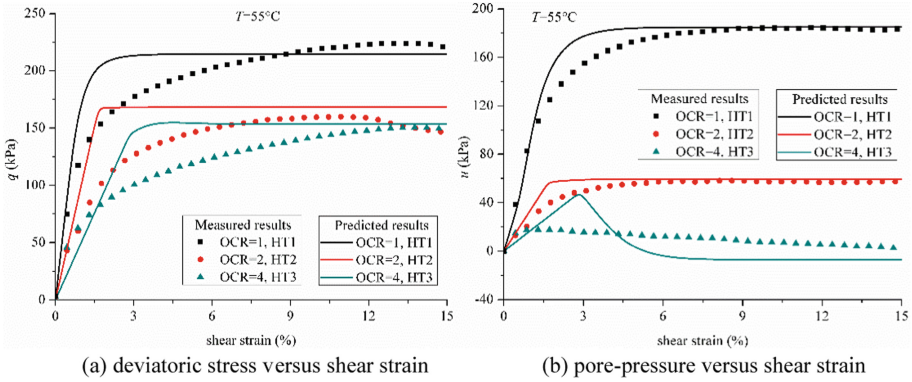 T=55°C
250
200
150
100
50
0
q (kPa)
Measured results
OCR=1, HT1
OCR=2, HT2
OCR=4, HT3
Predicted results
OCR=1, HT1
OCR=2, HT2
OCR=4, HT3
0 3 6 9 12 15
shear strain (%)
(a) deviatoric stress versus shear strain
T=55°C
200
160
120
80
40
0
-40
u (kPa)
Measured results
OCR=1, HT1
OCR=2, HT2
OCR=4, HT3
Predicted results
OCR=1, HT1
OCR=2, HT2
OCR=4, HT3
0 3 6 9 12 15
shear strain (%)
(b) pore-pressure versus shear strain